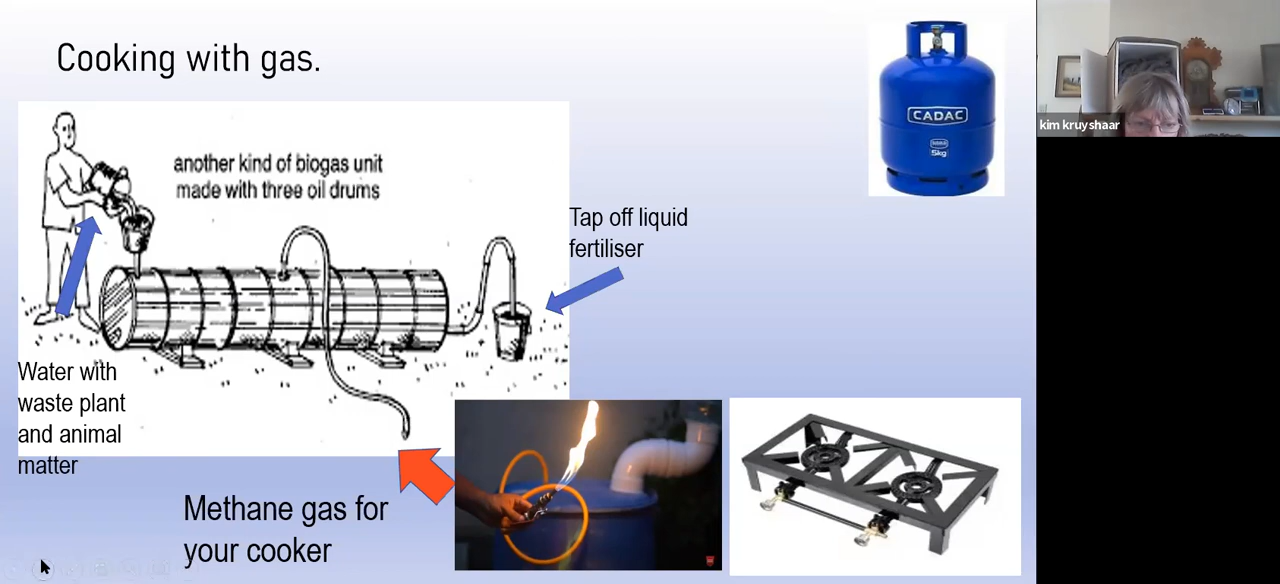 Cooking with gas.
another kind of biogas unit
made with three oil drums
CADAC
5kg
kim kruyshaar
Tap off liquid
fertiliser
Water with
waste plant
and animal
matter
Methane gas for
your cooker